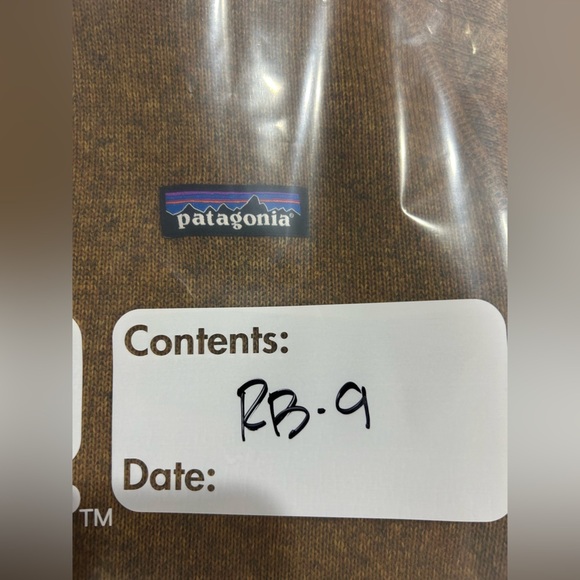 patagonia®
Contents:
RB.9
Date:
TM